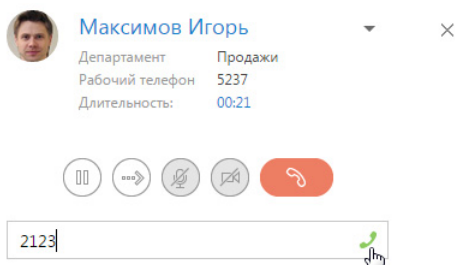 Максимов Игорь
Департамент Продажи
Рабочий телефон 5237
Длительность: 00:21
2123